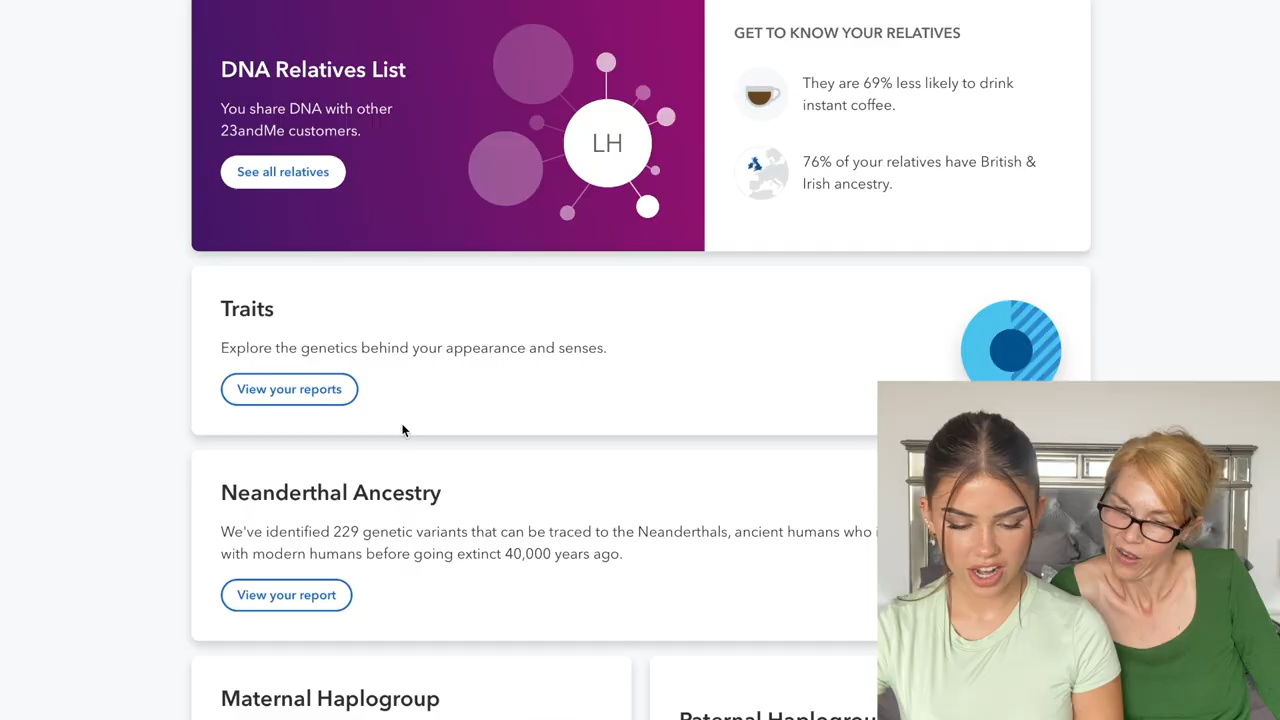 DNA Relatives List
You share DNA with other
23andMe customers.
See all relatives
LH
GET TO KNOW YOUR RELATIVES
They are 69% less likely to drink
instant coffee.
76% of your relatives have British &
Irish ancestry.
Traits
Explore the genetics behind your appearance and senses.
View your reports
Neanderthal Ancestry
We've identified 229 genetic variants that can be traced to the Neanderthals, ancient humans who
with modern humans before going extinct 40,000 years ago.
View your report
Maternal Haplogroup
Paternal Haplogrou